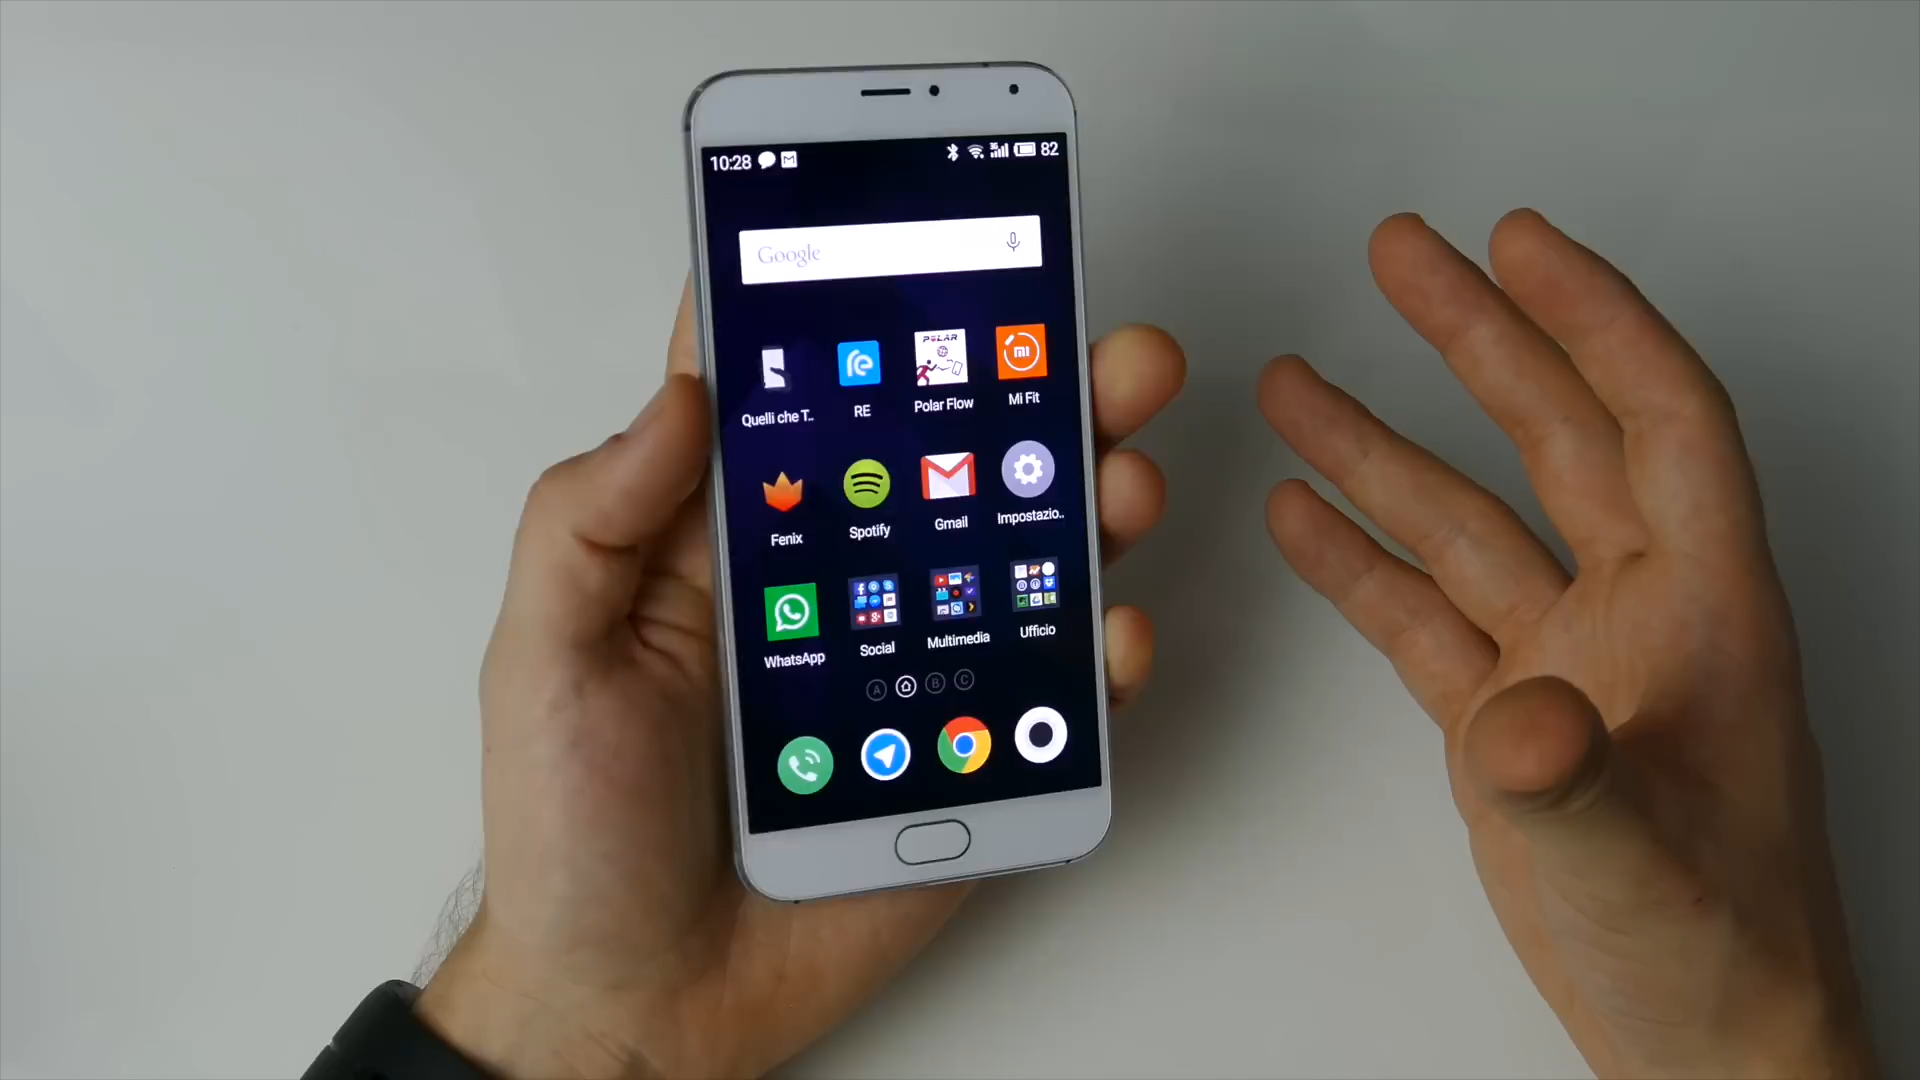 10:28 82
Google
POLAR
mi
Quelli che T..
RE
Polar Flow
Mi Fit
Fenix
Spotify
Gmail
Impostazio..
WhatsApp
Social
Multimedia
Ufficio
A B C